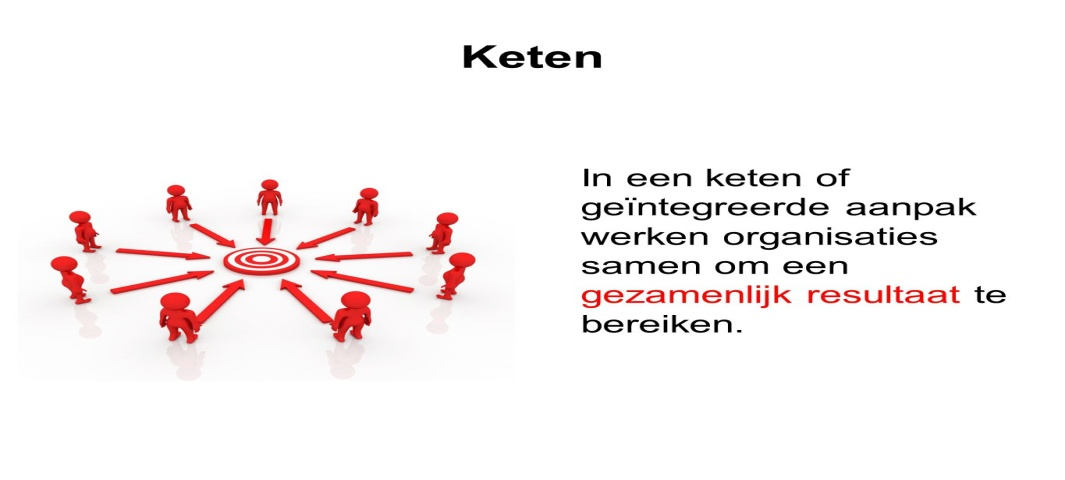 Keten
In een keten of
geïntegreerde aanpak
werken organisaties
samen om een
gezamenlijk resultaat te
bereiken.